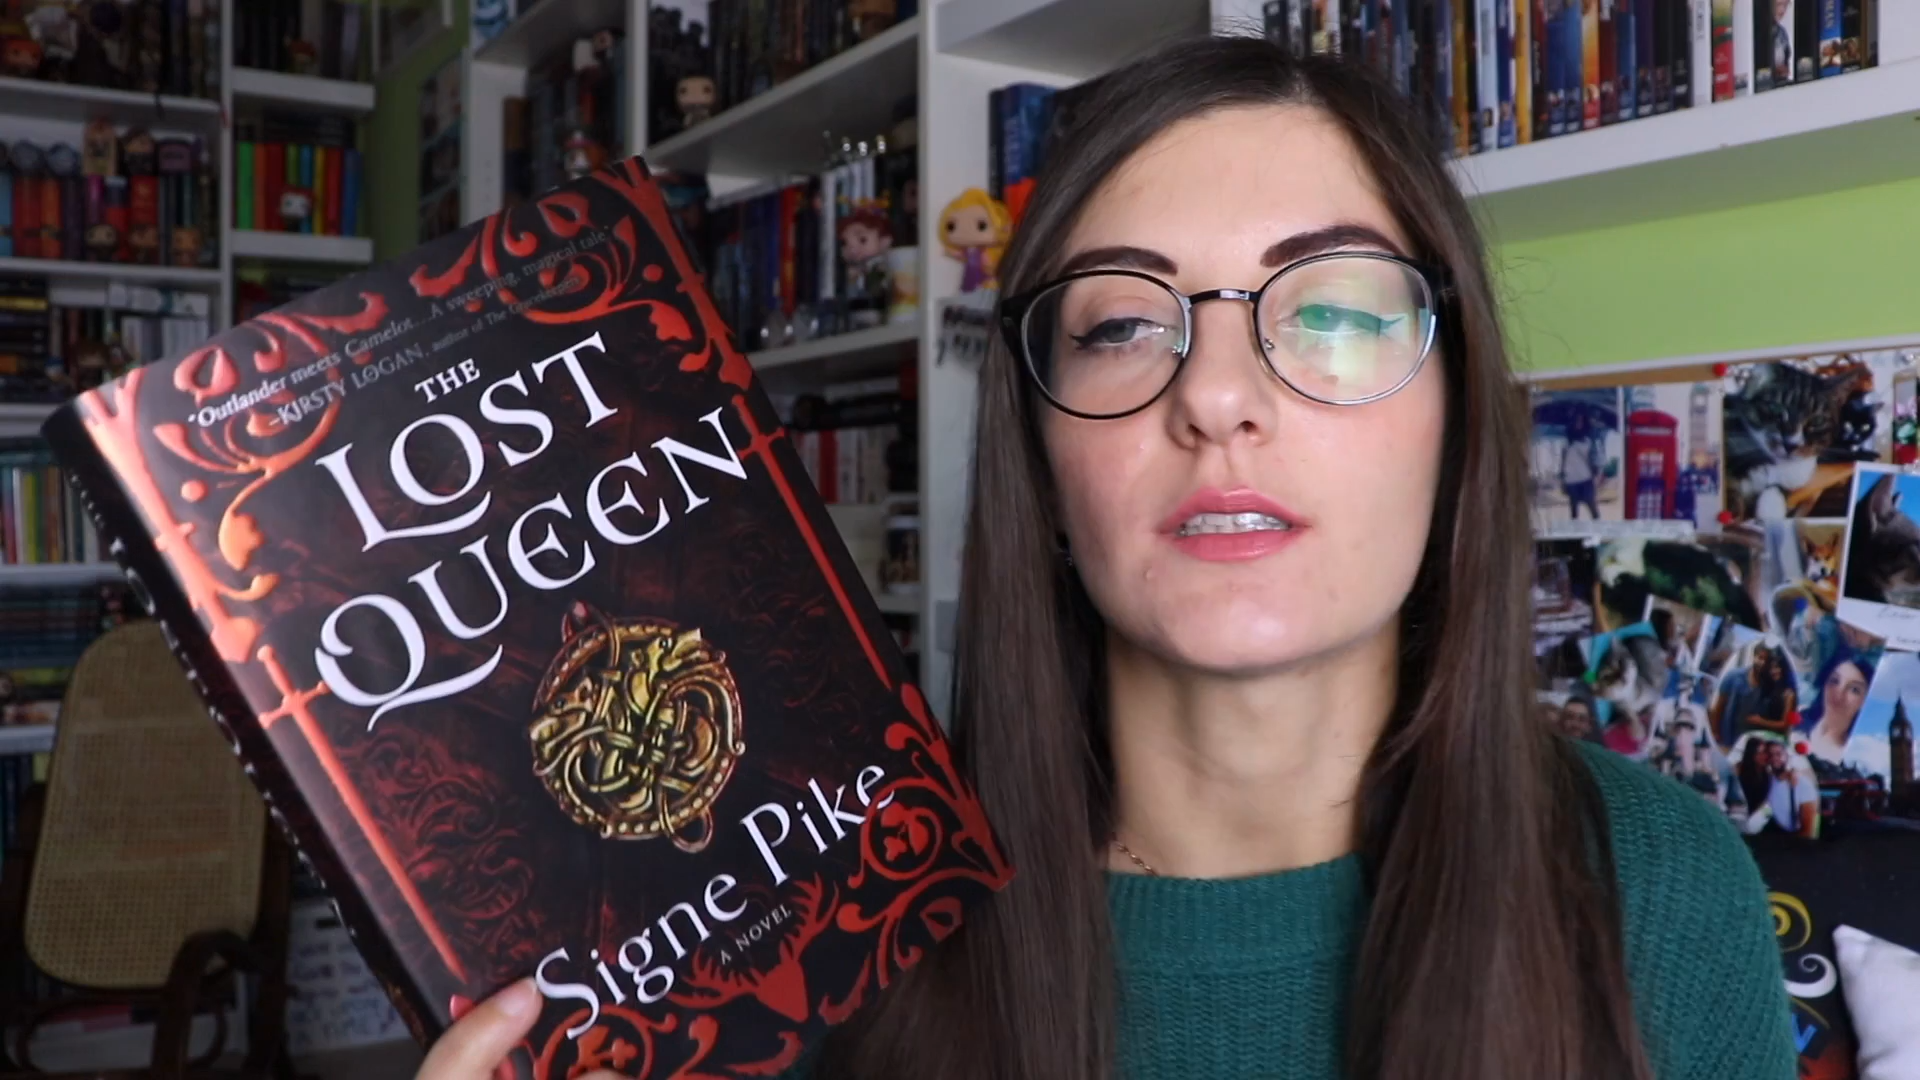 "Outlander meets Camelot...A sweeping, magical tale."
-KIRSTY LOGAN, author of The Gracekeepers
THE
LOST
QUEEN
Signe Pike
A NOVEL